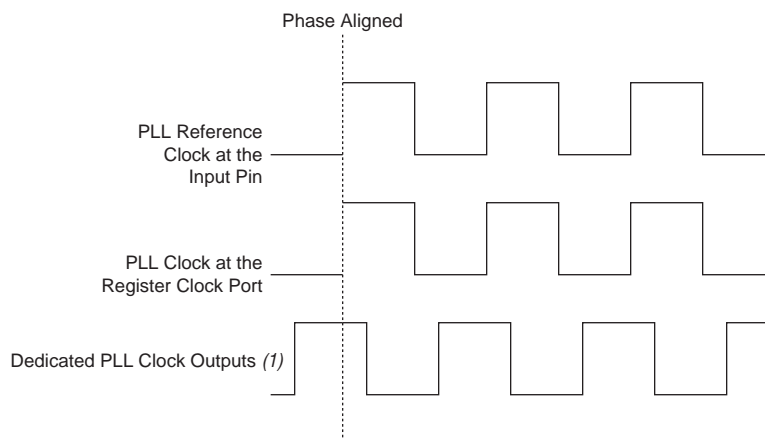 Phase Aligned
PLL Reference
Clock at the
Input Pin
PLL Clock at the
Register Clock Port
Dedicated PLL Clock Outputs (1)